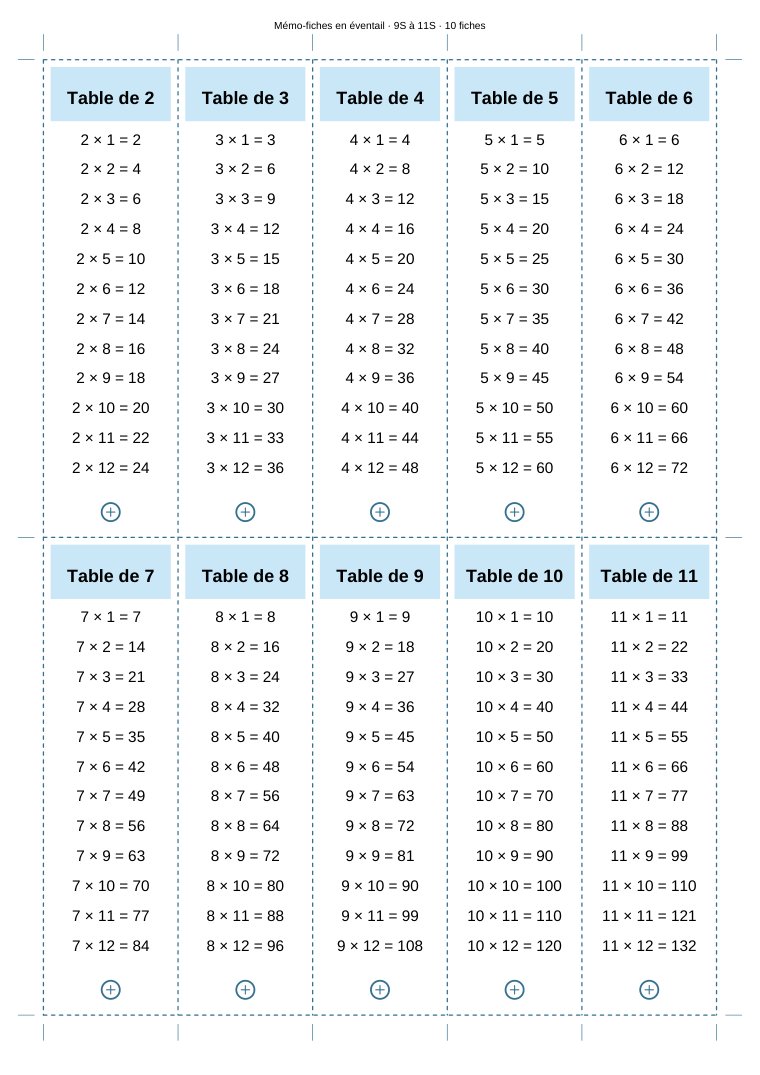 Mémo-fiches en éventail · 9S à 11S · 10 fiches
Table de 2
2 × 1 = 2
2 × 2 = 4
2 × 3 = 6
2 × 4 = 8
2 × 5 = 10
2 × 6 = 12
2 × 7 = 14
2 × 8 = 16
2 × 9 = 18
2 × 10 = 20
2 × 11 = 22
2 × 12 = 24
Table de 3
3 × 1 = 3
3 × 2 = 6
3 × 3 = 9
3 × 4 = 12
3 × 5 = 15
3 × 6 = 18
3 × 7 = 21
3 × 8 = 24
3 × 9 = 27
3 × 10 = 30
3 × 11 = 33
3 × 12 = 36
Table de 4
4 × 1 = 4
4 × 2 = 8
4 × 3 = 12
4 × 4 = 16
4 × 5 = 20
4 × 6 = 24
4 × 7 = 28
4 × 8 = 32
4 × 9 = 36
4 × 10 = 40
4 × 11 = 44
4 × 12 = 48
Table de 5
5 × 1 = 5
5 × 2 = 10
5 × 3 = 15
5 × 4 = 20
5 × 5 = 25
5 × 6 = 30
5 × 7 = 35
5 × 8 = 40
5 × 9 = 45
5 × 10 = 50
5 × 11 = 55
5 × 12 = 60
Table de 6
6 × 1 = 6
6 × 2 = 12
6 × 3 = 18
6 × 4 = 24
6 × 5 = 30
6 × 6 = 36
6 × 7 = 42
6 × 8 = 48
6 × 9 = 54
6 × 10 = 60
6 × 11 = 66
6 × 12 = 72
Table de 7
7 × 1 = 7
7 × 2 = 14
7 × 3 = 21
7 × 4 = 28
7 × 5 = 35
7 × 6 = 42
7 × 7 = 49
7 × 8 = 56
7 × 9 = 63
7 × 10 = 70
7 × 11 = 77
7 × 12 = 84
Table de 8
8 × 1 = 8
8 × 2 = 16
8 × 3 = 24
8 × 4 = 32
8 × 5 = 40
8 × 6 = 48
8 × 7 = 56
8 × 8 = 64
8 × 9 = 72
8 × 10 = 80
8 × 11 = 88
8 × 12 = 96
Table de 9
9 × 1 = 9
9 × 2 = 18
9 × 3 = 27
9 × 4 = 36
9 × 5 = 45
9 × 6 = 54
9 × 7 = 63
9 × 8 = 72
9 × 9 = 81
9 × 10 = 90
9 × 11 = 99
9 × 12 = 108
Table de 10
10 × 1 = 10
10 × 2 = 20
10 × 3 = 30
10 × 4 = 40
10 × 5 = 50
10 × 6 = 60
10 × 7 = 70
10 × 8 = 80
10 × 9 = 90
10 × 10 = 100
10 × 11 = 110
10 × 12 = 120
Table de 11
11 × 1 = 11
11 × 2 = 22
11 × 3 = 33
11 × 4 = 44
11 × 5 = 55
11 × 6 = 66
11 × 7 = 77
11 × 8 = 88
11 × 9 = 99
11 × 10 = 110
11 × 11 = 121
11 × 12 = 132